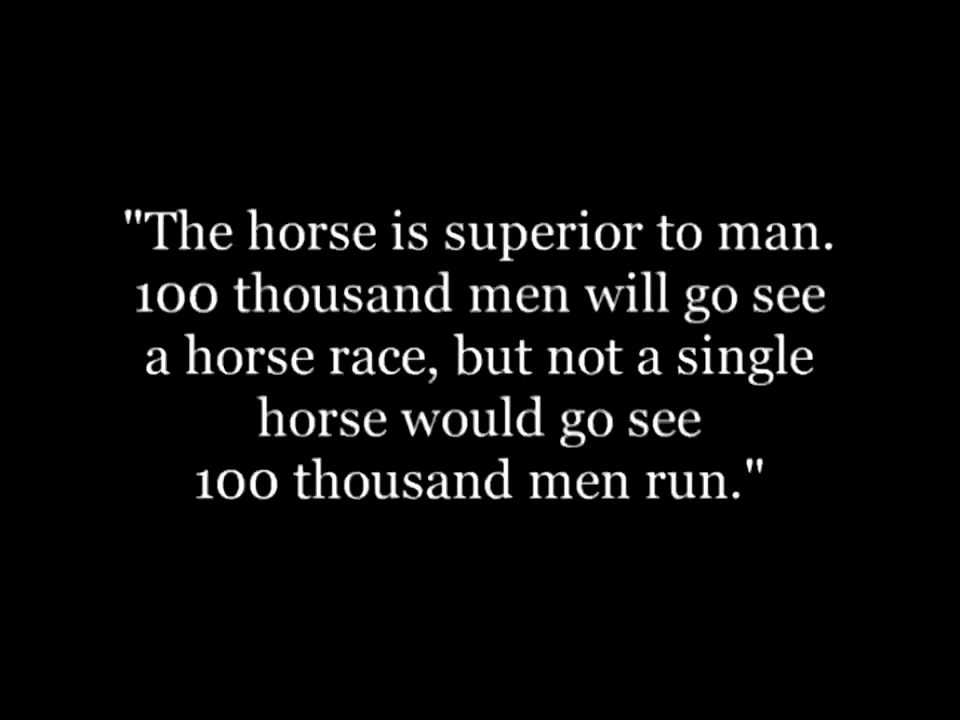 "The horse is superior to man.
100 thousand men will go see
a horse race, but not a single
horse would go see
100 thousand men run."